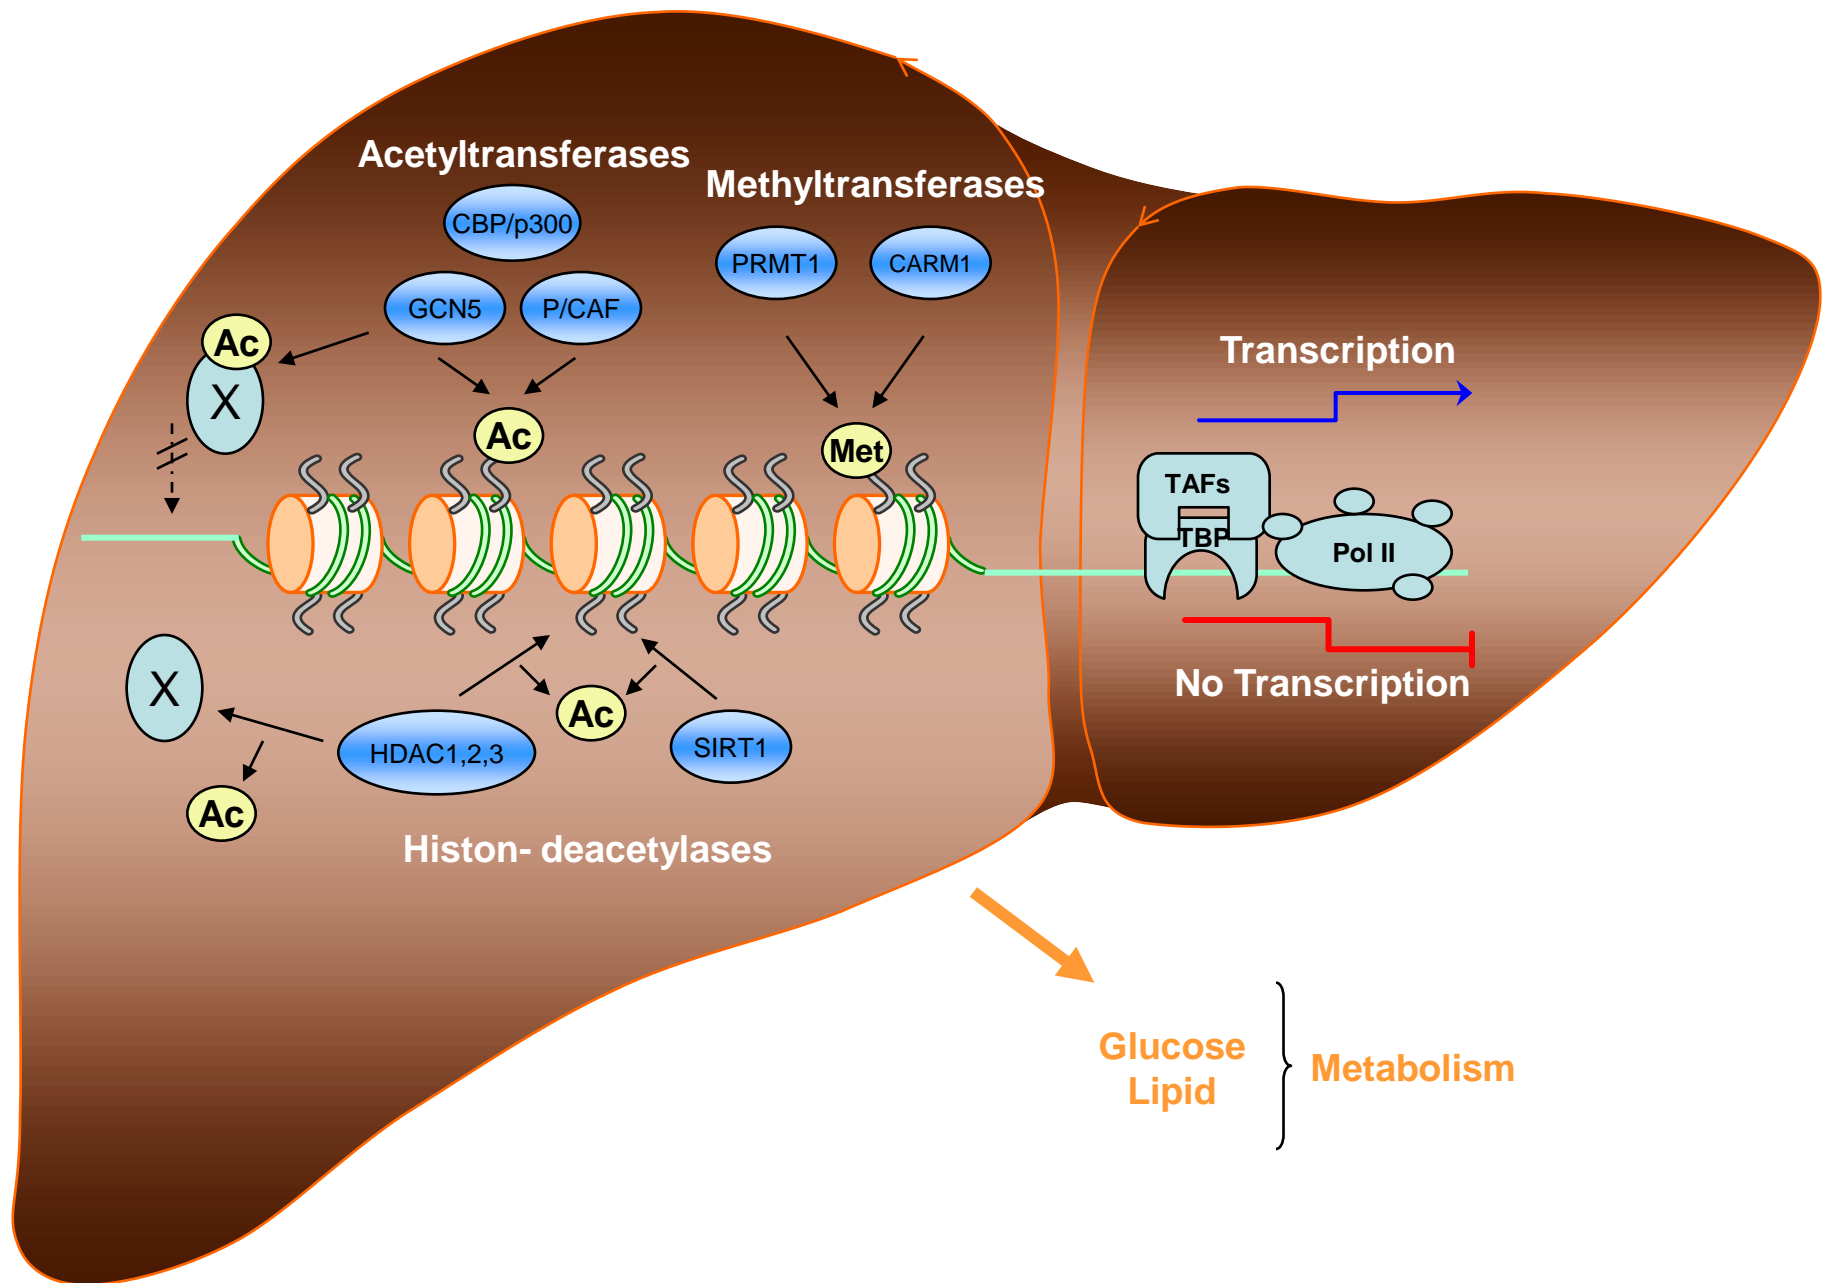 Acetyltransferases
Methyltransferases
CBP/p300
PRMT1
CARM1
GCN5
P/CAF
Ac
X
Ac
Met
Transcription
TAFs
TBP
Pol II
No Transcription
X
Ac
Ac
HDAC1,2,3
SIRT1
Histon- deacetylases
Glucose
Lipid
Metabolism